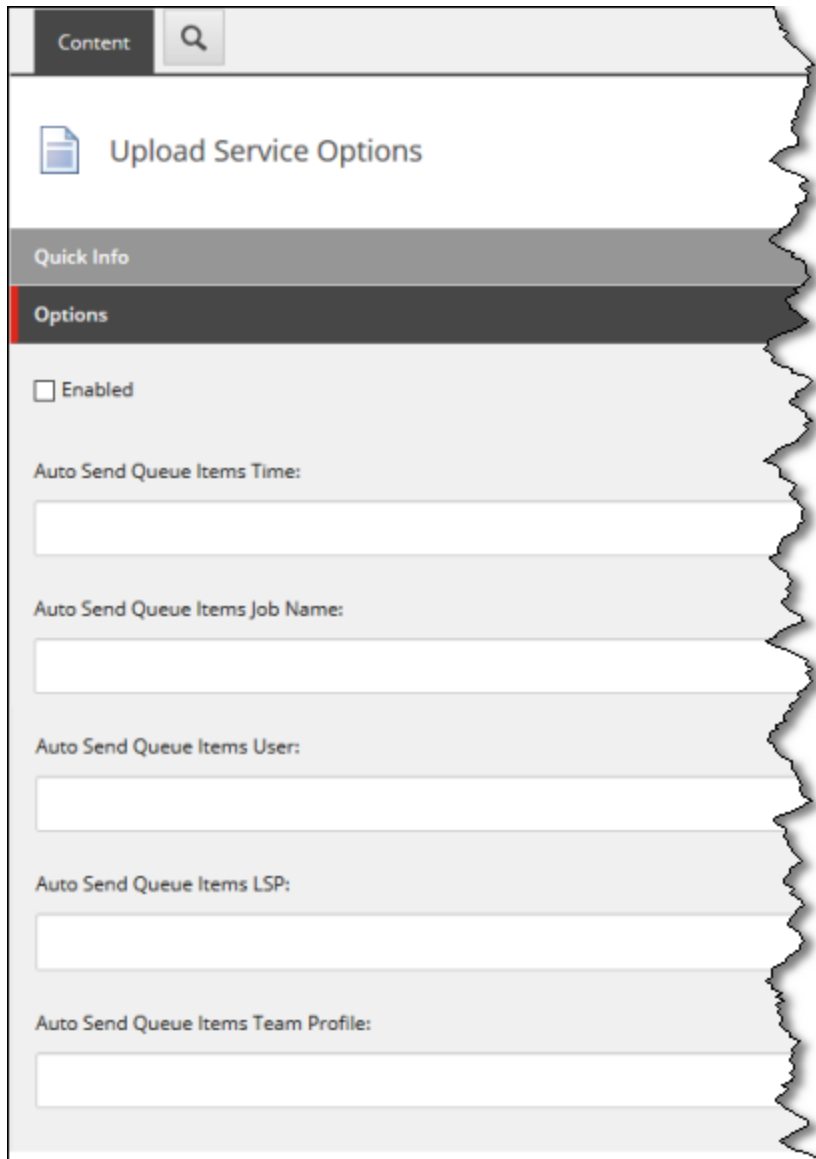 Content
Upload Service Options
Quick Info
Options
Enabled
Auto Send Queue Items Time:
Auto Send Queue Items Job Name:
Auto Send Queue Items User:
Auto Send Queue Items LSP:
Auto Send Queue Items Team Profile: